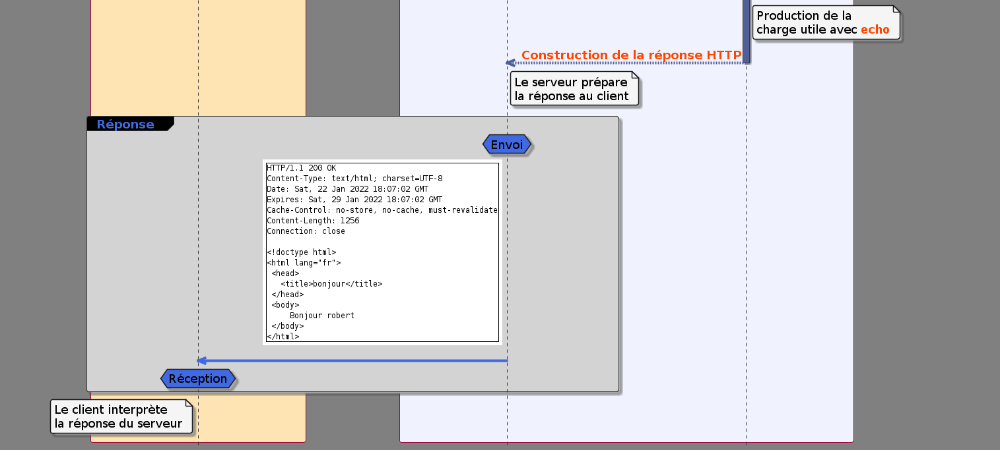 Production de la
charge utile avec echo
Construction de la réponse HTTP
Le serveur prépare
la réponse au client
Réponse
Envoi
HTTP/1.1 200 OK
Content-Type: text/html; charset=UTF-8
Date: Sat, 22 Jan 2022 18:07:02 GMT
Expires: Sat, 29 Jan 2022 18:07:02 GMT
Cache-Control: no-store, no-cache, must-revalidate
Content-Length: 1256
Connection: close
<!doctype html>
<html lang="fr">
<head>
<title>bonjour</title>
</head>
<body>
Bonjour robert
</body>
</html>
Réception
Le client interprète
la réponse du serveur